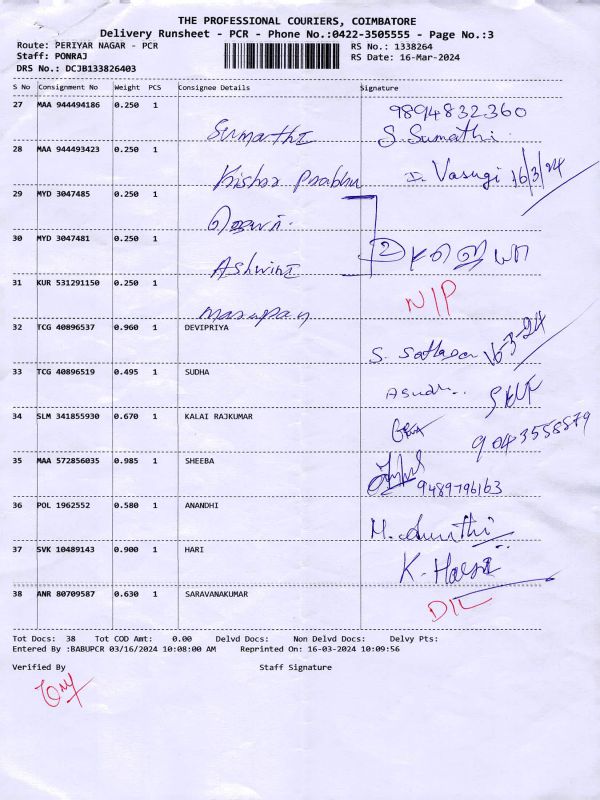 THE PROFESSIONAL COURIERS, COIMBATORE
Delivery Runsheet - PCR - Phone No.:0422-3505555 - Page No.:3
Route: PERIYAR NAGAR - PCR RS No.: 1338264
Staff: PONRAJ RS Date: 16-Mar-2024
DRS No.: DCJB133826403
S No Consignment No Weight PCS Consignee Details Signature
27 MAA 944494186 0.250 1 9894832360
Sumathi S. Sumathi.
28 MAA 944493423 0.250 1
Krishor Prabhu D. Vasugi 16/3/24
29 MYD 3047485 0.250 1
30 MYD 3047481 0.250 1 2
Ashwini
31 KUR 531291150 0.250 1 N/P
32 TCG 40896537 0.960 1 DEVIPRIYA
S. 16-3-24
33 TCG 40896519 0.495 1 SUDHA
34 SLM 341855930 0.670 1 KALAI RAJKUMAR
9043558879
35 MAA 572856035 0.985 1 SHEEBA
9489796163
36 POL 1962552 0.580 1 ANANDHI
37 SVK 10489143 0.900 1 HARI
38 ANR 80709587 0.630 1 SARAVANAKUMAR
D/L
Tot Docs: 38 Tot COD Amt: 0.00 Delvd Docs: Non Delvd Docs: Delvy Pts:
Entered By :BABUPCR 03/16/2024 10:08:00 AM Reprinted On: 16-03-2024 10:09:56
Verified By Staff Signature